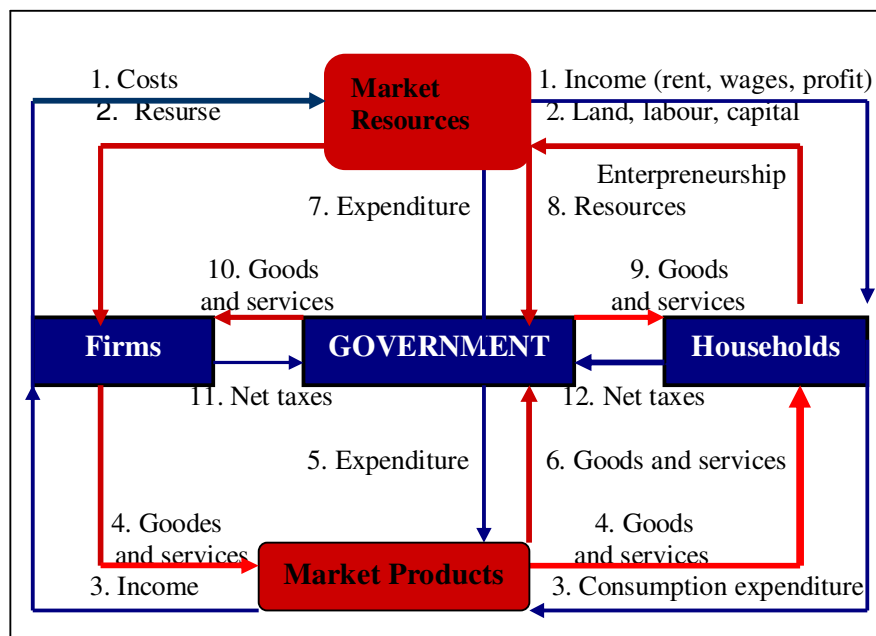 1. Costs
2. Resurse
Market
Resources
1. Income (rent, wages, profit)
2. Land, labour, capital
Enterpreneurship
7. Expenditure
8. Resources
10. Goods
and services
9. Goods
and services
Firms
GOVERNMENT
Households
11. Net taxes
12. Net taxes
5. Expenditure
6. Goods and services
4. Goodes
and services
4. Goods
and services
Market Products
3. Income
3. Consumption expenditure